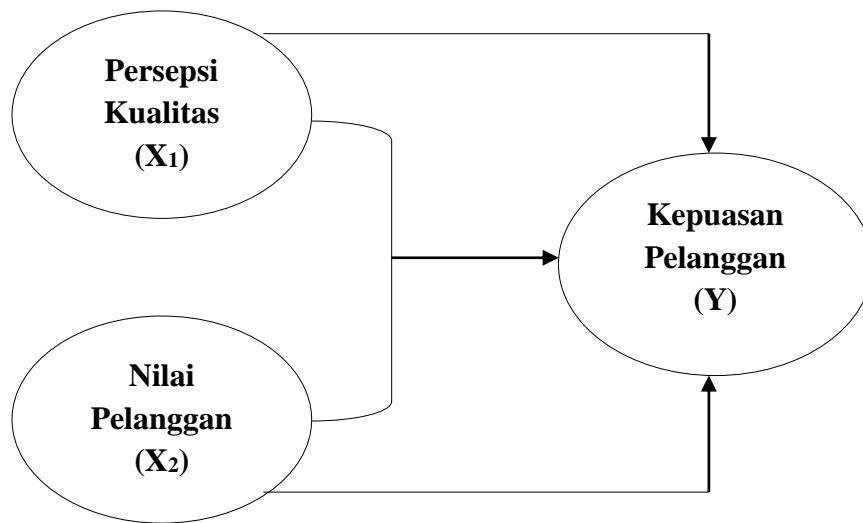 Persepsi
Kualitas
(X₁)
Kepuasan
Pelanggan
(Y)
Nilai
Pelanggan
(X₂)